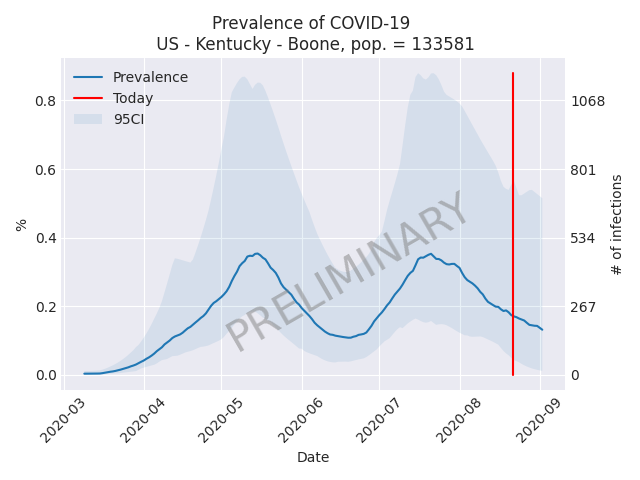 Prevalence of COVID-19
US - Kentucky - Boone, pop. = 133581
Prevalence
Today
95CI
PRELIMINARY
%
0.8
0.6
0.4
0.2
0.0
1068
801
534
267
0
# of infections
2020-03
2020-04
2020-05
2020-06
2020-07
2020-08
2020-09
Date